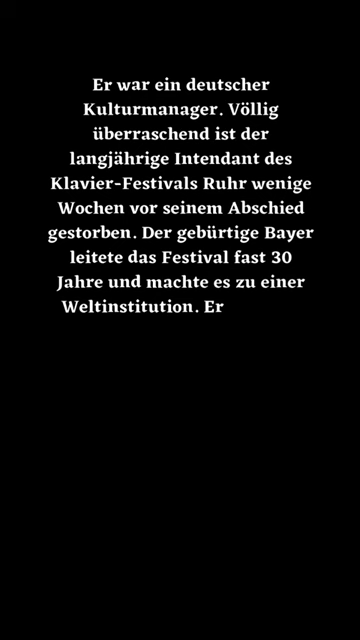 Er war ein deutscher
Kulturmanager. Völlig
überraschend ist der
langjährige Intendant des
Klavier-Festivals Ruhr wenige
Wochen vor seinem Abschied
gestorben. Der gebürtige Bayer
leitete das Festival fast 30
Jahre und machte es zu einer
Weltinstitution. Er